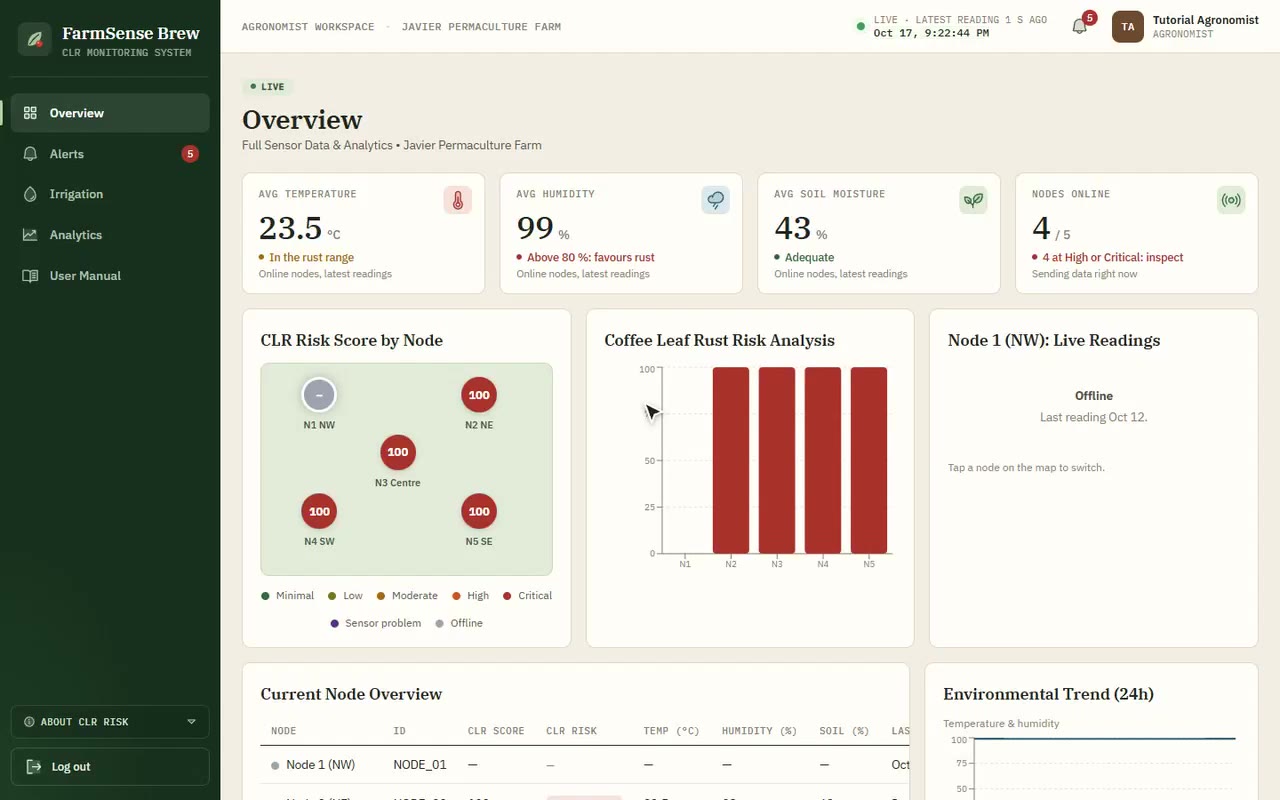 FarmSense Brew
CLR MONITORING SYSTEM
Overview
Alerts
5
Irrigation
Analytics
User Manual
ABOUT CLR RISK
Log out
AGRONOMIST WORKSPACE · JAVIER PERMACULTURE FARM
LIVE · LATEST READING 1 S AGO
Oct 17, 9:22:44 PM
5
TA
Tutorial Agronomist
AGRONOMIST
LIVE
Overview
Full Sensor Data & Analytics • Javier Permaculture Farm
AVG TEMPERATURE
23.5 °C
In the rust range
Online nodes, latest readings
AVG HUMIDITY
99 %
Above 80 %: favours rust
Online nodes, latest readings
AVG SOIL MOISTURE
43 %
Adequate
Online nodes, latest readings
NODES ONLINE
4 / 5
4 at High or Critical: inspect
Sending data right now
CLR Risk Score by Node
–
N1 NW
100
N2 NE
100
N3 Centre
100
N4 SW
100
N5 SE
Minimal Low Moderate High Critical
Sensor problem Offline
Coffee Leaf Rust Risk Analysis
100
50
25
0
N1 N2 N3 N4 N5
Node 1 (NW): Live Readings
Offline
Last reading Oct 12.
Tap a node on the map to switch.
Current Node Overview
NODE ID CLR SCORE CLR RISK TEMP (°C) HUMIDITY (%) SOIL (%) LAS
Node 1 (NW) NODE_01 — – — — — Oct
Environmental Trend (24h)
Temperature & humidity
100
75
50